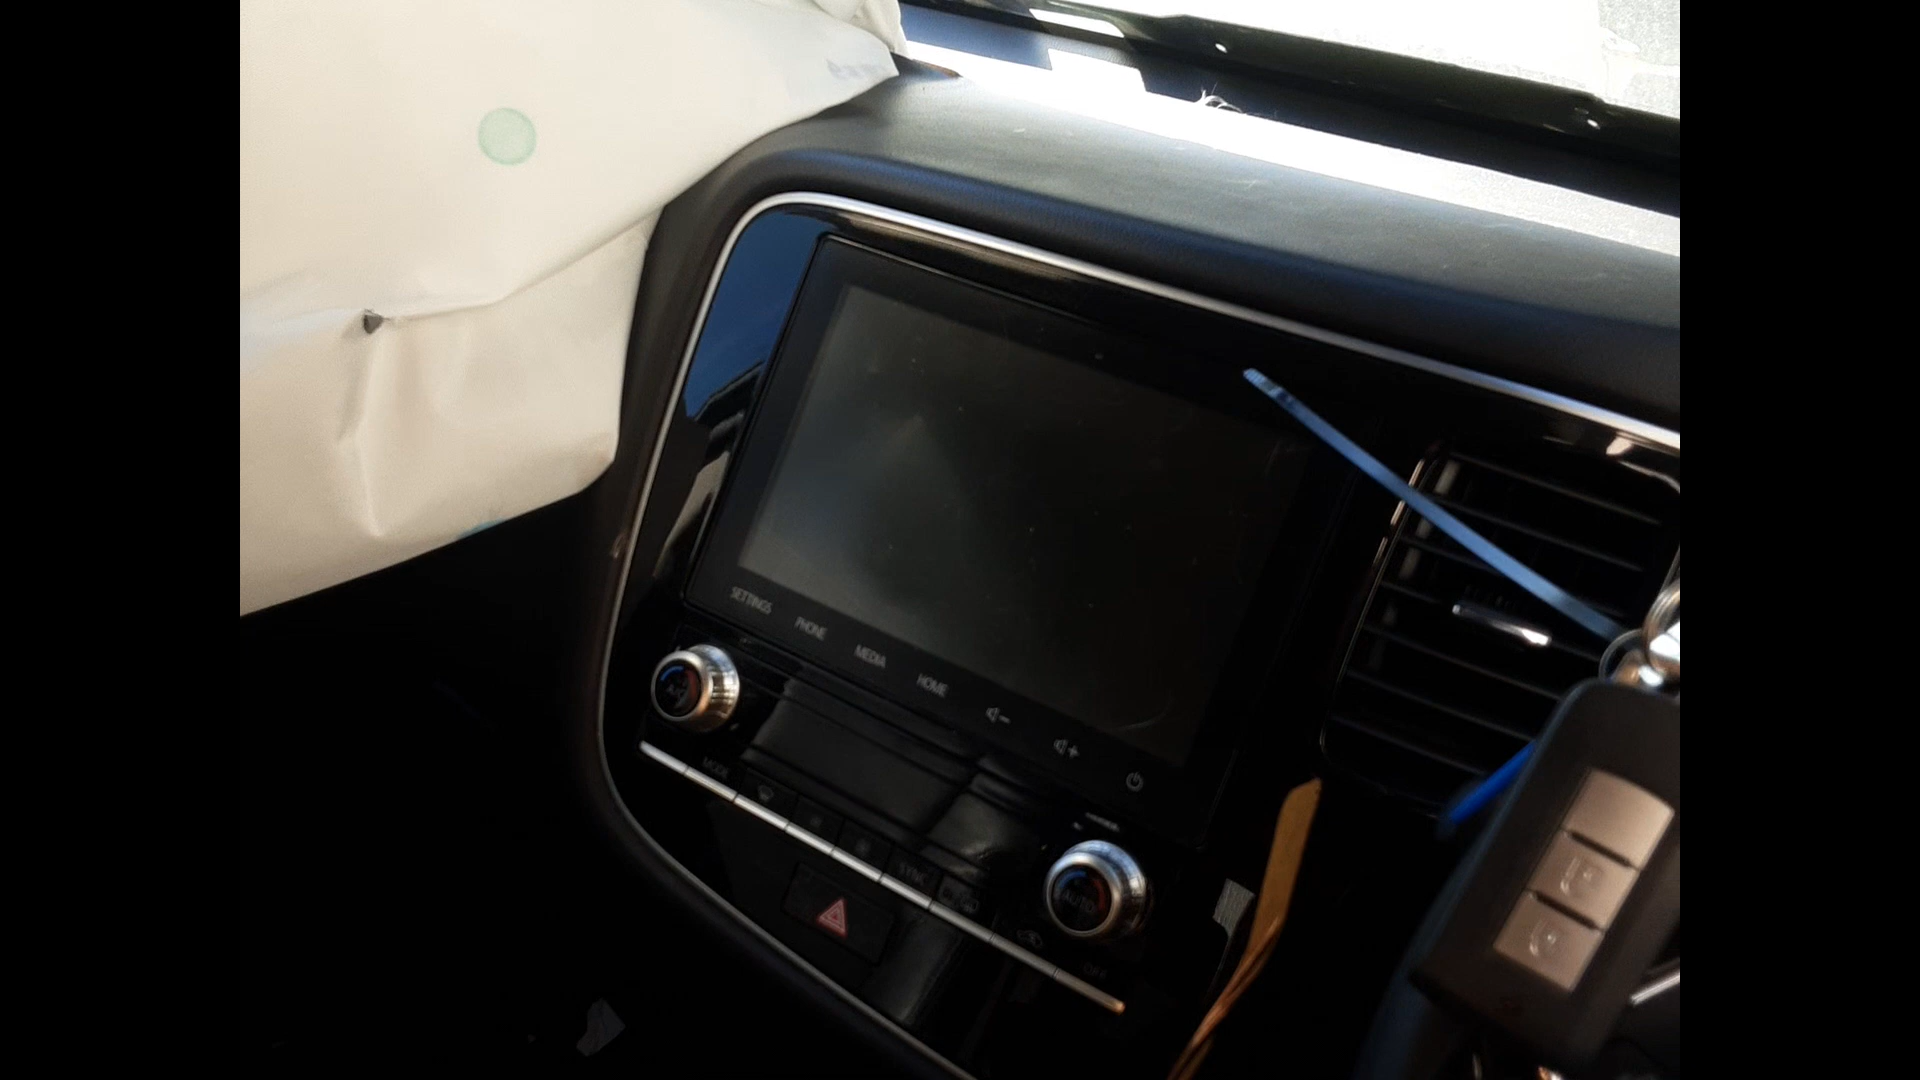 SETTINGS
PHONE
MEDIA
HOME
A/C
MODE
SYNC
AUTO
OFF